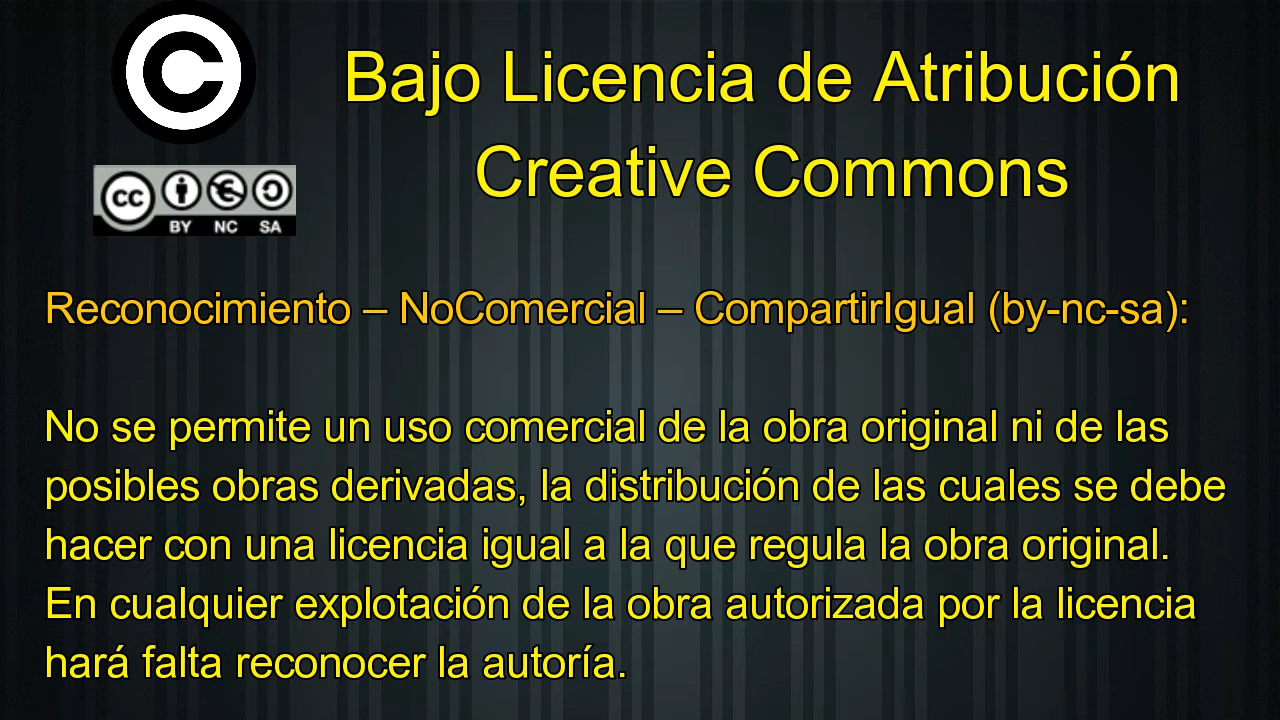 Bajo Licencia de Atribución
Creative Commons
cc
BY NC SA
Reconocimiento – NoComercial – CompartirIgual (by-nc-sa):
No se permite un uso comercial de la obra original ni de las
posibles obras derivadas, la distribución de las cuales se debe
hacer con una licencia igual a la que regula la obra original.
En cualquier explotación de la obra autorizada por la licencia
hará falta reconocer la autoría.